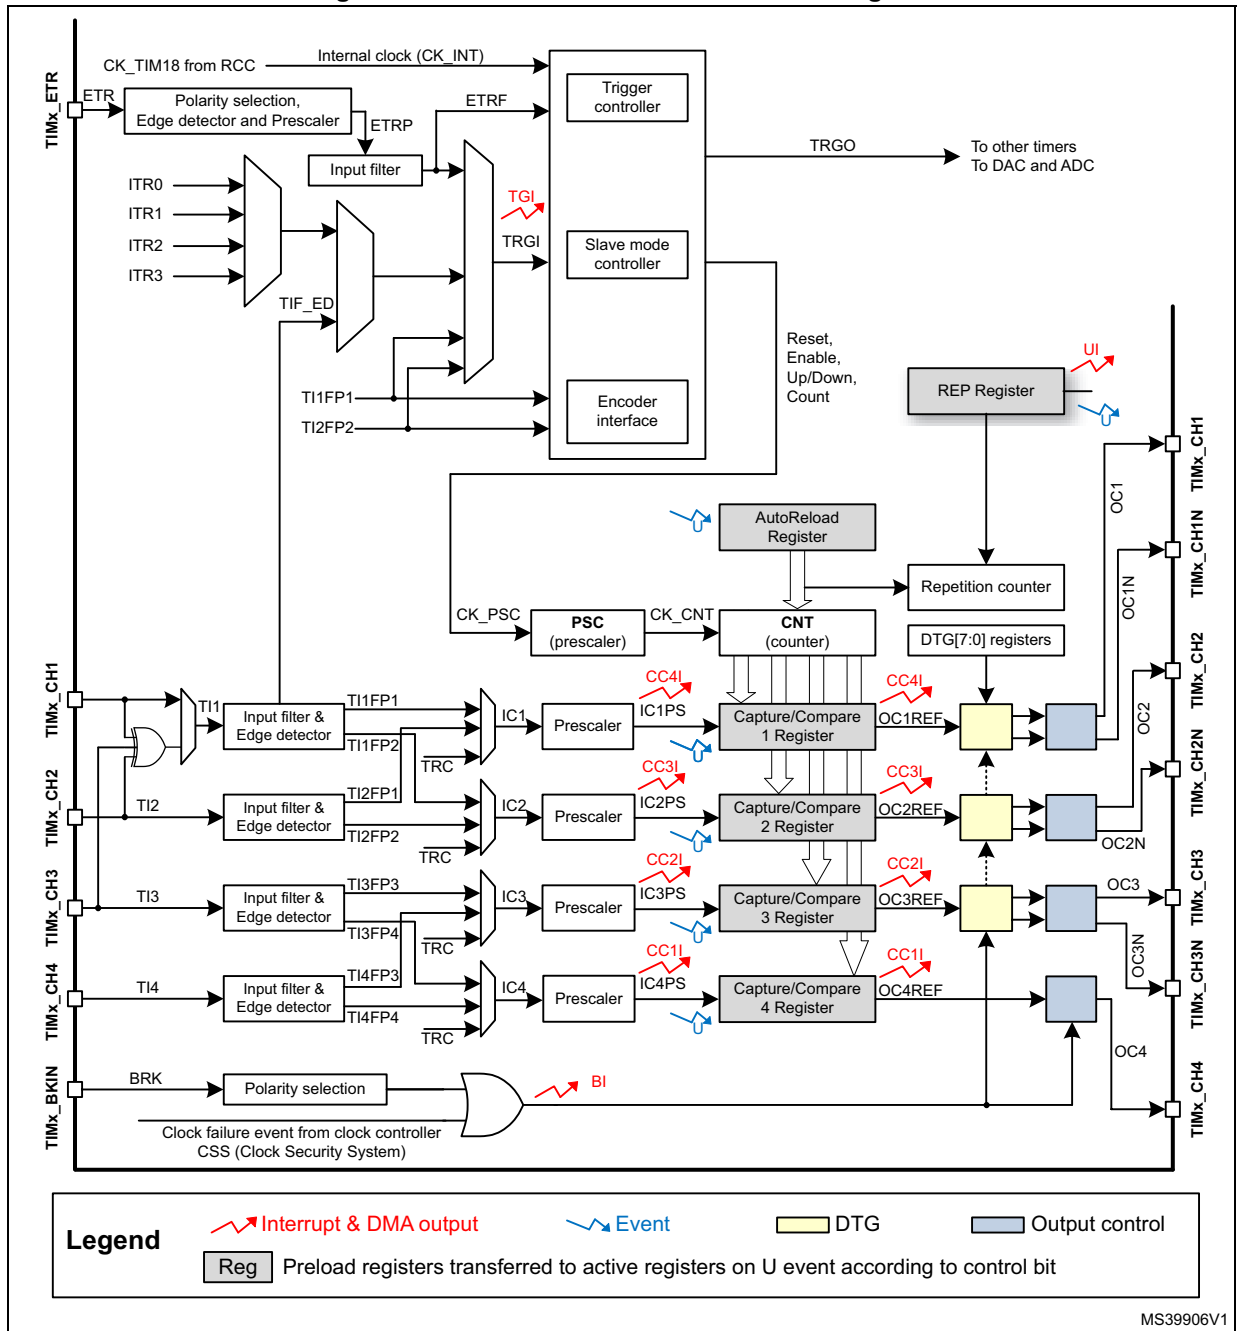 CK_TIM18 from RCC
Internal clock (CK_INT)
TIMx_ETR
ETR
Polarity selection,
Edge detector and Prescaler
ETRP
Input filter
ETRF
Trigger
controller
TRGO
To other timers
To DAC and ADC
ITR0
ITR1
ITR2
ITR3
TGI
TRGI
Slave mode
controller
TIF_ED
Reset,
Enable,
Up/Down,
Count
UI
REP Register
U
TI1FP1
TI2FP2
Encoder
interface
TIMx_CH1
OC1
U
AutoReload
Register
TIMx_CH1N
OC1N
Repetition counter
CK_PSC
PSC
(prescaler)
CK_CNT
CNT
(counter)
DTG[7:0] registers
TIMx_CH2
OC2
TIMx_CH1
TI1
Input filter &
Edge detector
TI1FP1
TI1FP2
TRC
IC1
Prescaler
CC4I
IC1PS
U
Capture/Compare
1 Register
CC4I
OC1REF
TIMx_CH2N
OC2N
TIMx_CH2
TI2
Input filter &
Edge detector
TI2FP1
TI2FP2
TRC
IC2
Prescaler
CC3I
IC2PS
U
Capture/Compare
2 Register
CC3I
OC2REF
TIMx_CH3
OC3
TIMx_CH3
TI3
Input filter &
Edge detector
TI3FP3
TI3FP4
TRC
IC3
Prescaler
CC2I
IC3PS
U
Capture/Compare
3 Register
CC2I
OC3REF
OC3N
TIMx_CH3N
TIMx_CH4
TI4
Input filter &
Edge detector
TI4FP3
TI4FP4
TRC
IC4
Prescaler
CC1I
IC4PS
U
Capture/Compare
4 Register
CC1I
OC4REF
OC4
TIMx_CH4
TIMx_BKIN
BRK
Polarity selection
BI
Clock failure event from clock controller
CSS (Clock Security System)
Legend
Interrupt & DMA output
Event
DTG
Output control
Reg
Preload registers transferred to active registers on U event according to control bit
MS39906V1